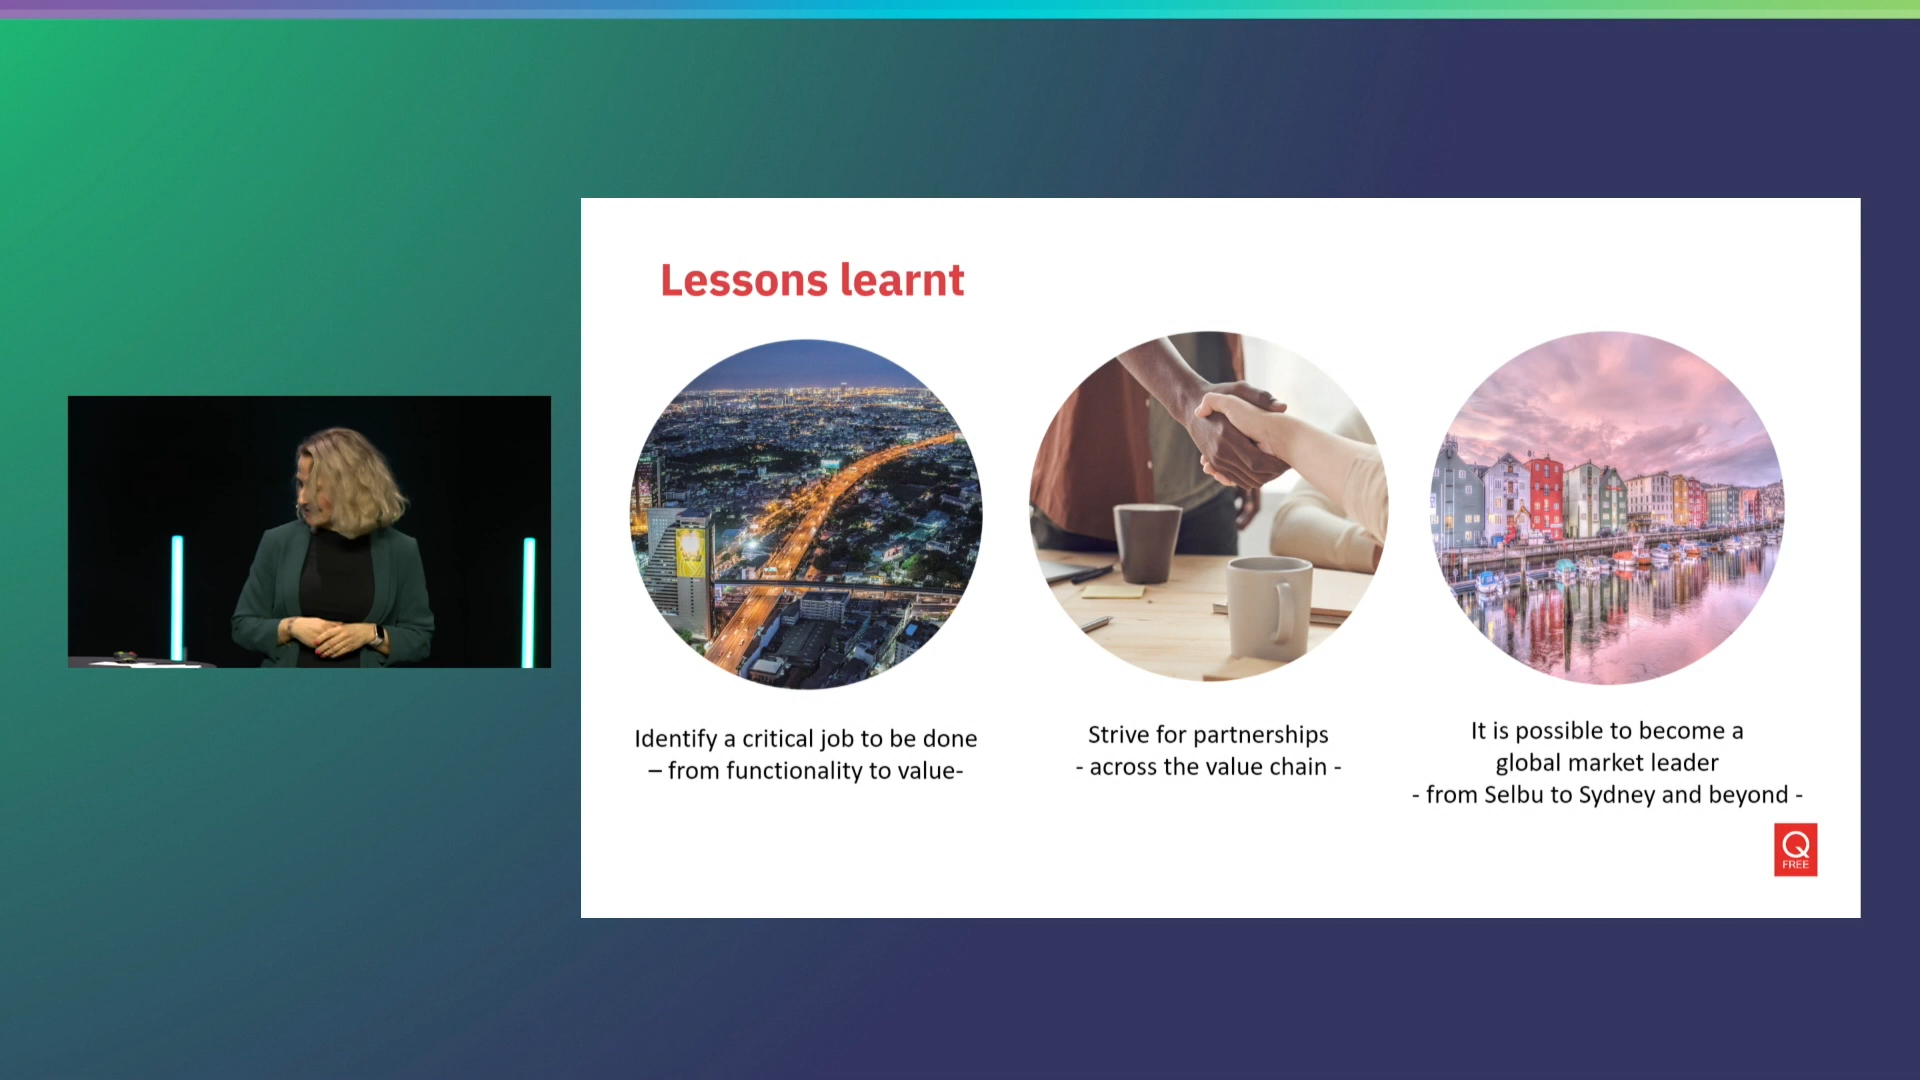 Lessons learnt
Identify a critical job to be done
– from functionality to value-
Strive for partnerships
- across the value chain -
It is possible to become a
global market leader
- from Selbu to Sydney and beyond -
Q
FREE